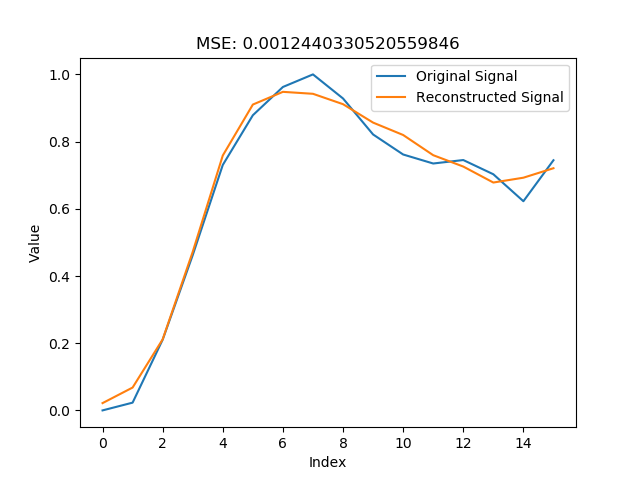 MSE: 0.0012440330520559846
Original Signal
Reconstructed Signal
1.0
0.8
0.6
0.4
0.2
0.0
Value
0 2 4 6 8 10 12 14
Index